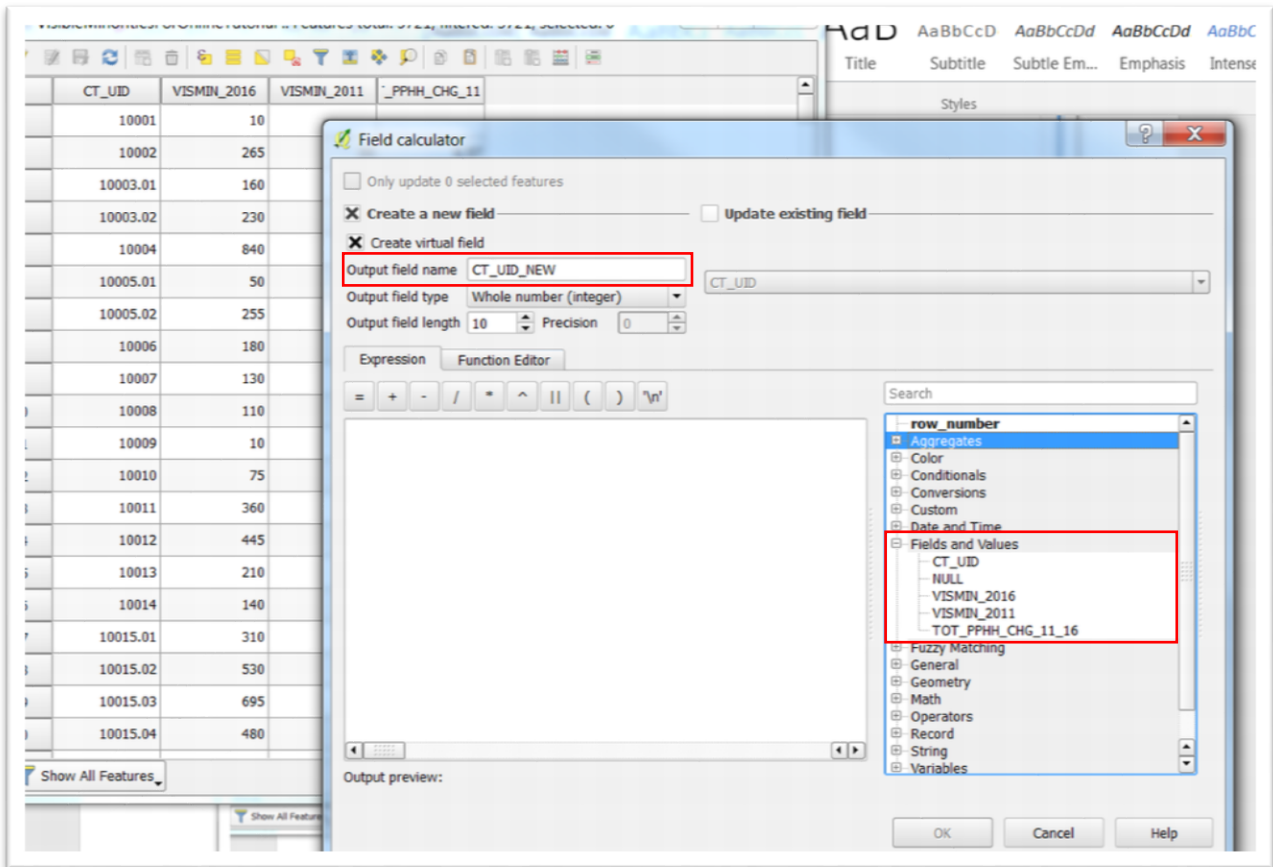 AaBbCcD AaBbCcDd AaBbCcDd AaBbC
Title Subtitle Subtle Em... Emphasis Intense
Styles
CT_UID VISMIN_2016 VISMIN_2011 _PPHH_CHG_11
10001 10
10002 265
10003.01 160
10003.02 230
10004 840
10005.01 50
10005.02 255
10006 180
10007 130
10008 110
10009 10
10010 75
10011 360
10012 445
10013 210
10014 140
10015.01 310
10015.02 530
10015.03 695
10015.04 480
Show All Features
Show All Feature
Field calculator
Only update 0 selected features
Create a new field
Update existing field
Create virtual field
Output field name CT_UID_NEW
CT_UID
Output field type Whole number (integer)
Output field length 10 Precision 0
Expression Function Editor
= + - / * ^ || ( ) '\n'
Search
row_number
Aggregates
Color
Conditionals
Conversions
Custom
Date and Time
Fields and Values
CT_UID
NULL
VISMIN_2016
VISMIN_2011
TOT_PPHH_CHG_11_16
Fuzzy Matching
General
Geometry
Math
Operators
Record
String
Variables
Output preview:
OK Cancel Help